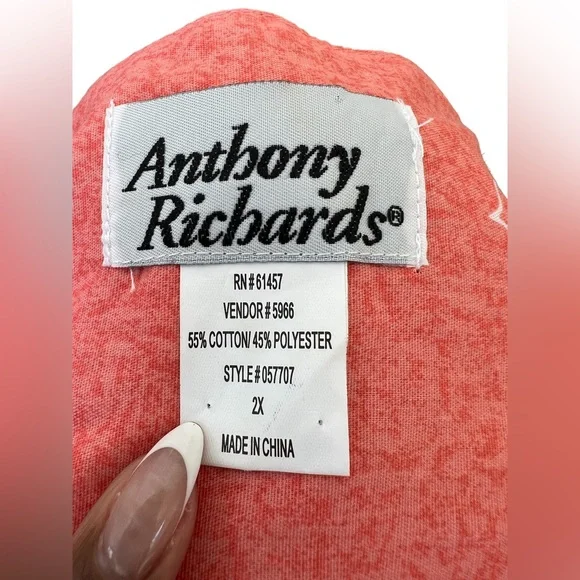 Anthony
Richards®
RN# 61457
VENDOR # 5966
55% COTTON/ 45% POLYESTER
STYLE # 057707
2X
MADE IN CHINA